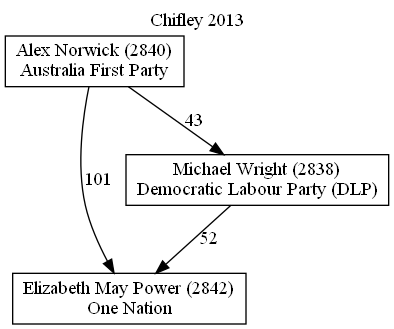 Chifley 2013
Alex Norwick (2840)
Australia First Party
43
Michael Wright (2838)
Democratic Labour Party (DLP)
101
52
Elizabeth May Power (2842)
One Nation